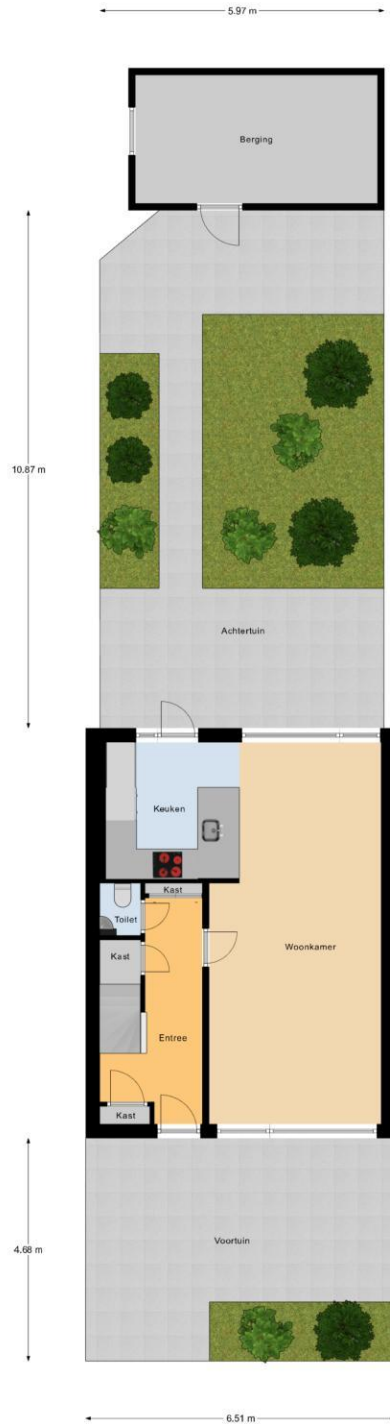 5.97 m
Berging
10.87 m
Achtertuin
Keuken
Kast
Toilet
Woonkamer
Kast
Entree
Kast
Voortuin
4.68 m
6.51 m